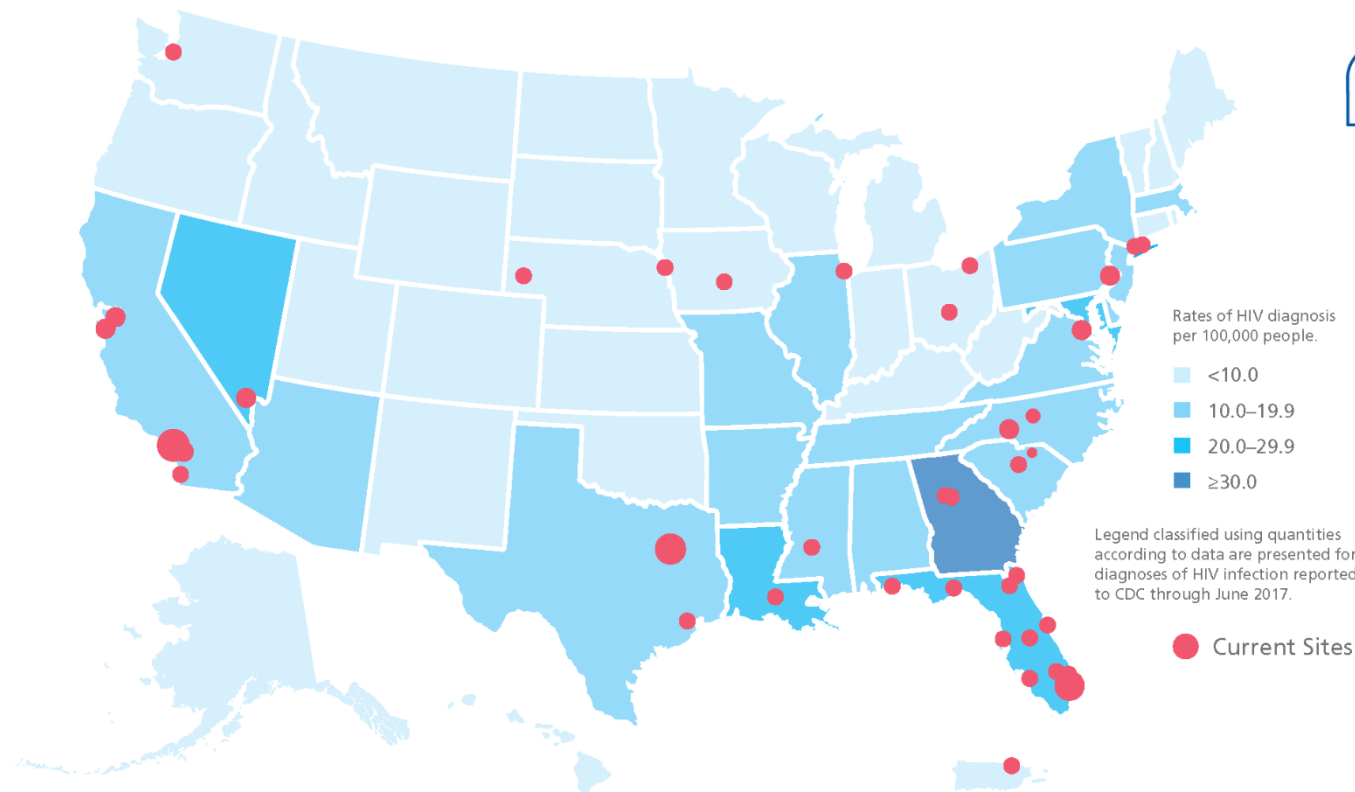 Rates of HIV diagnosis
per 100,000 people.
<10.0
10.0–19.9
20.0–29.9
≥30.0
Legend classified using quantities
according to data are presented for
diagnoses of HIV infection reported
to CDC through June 2017.
Current Sites